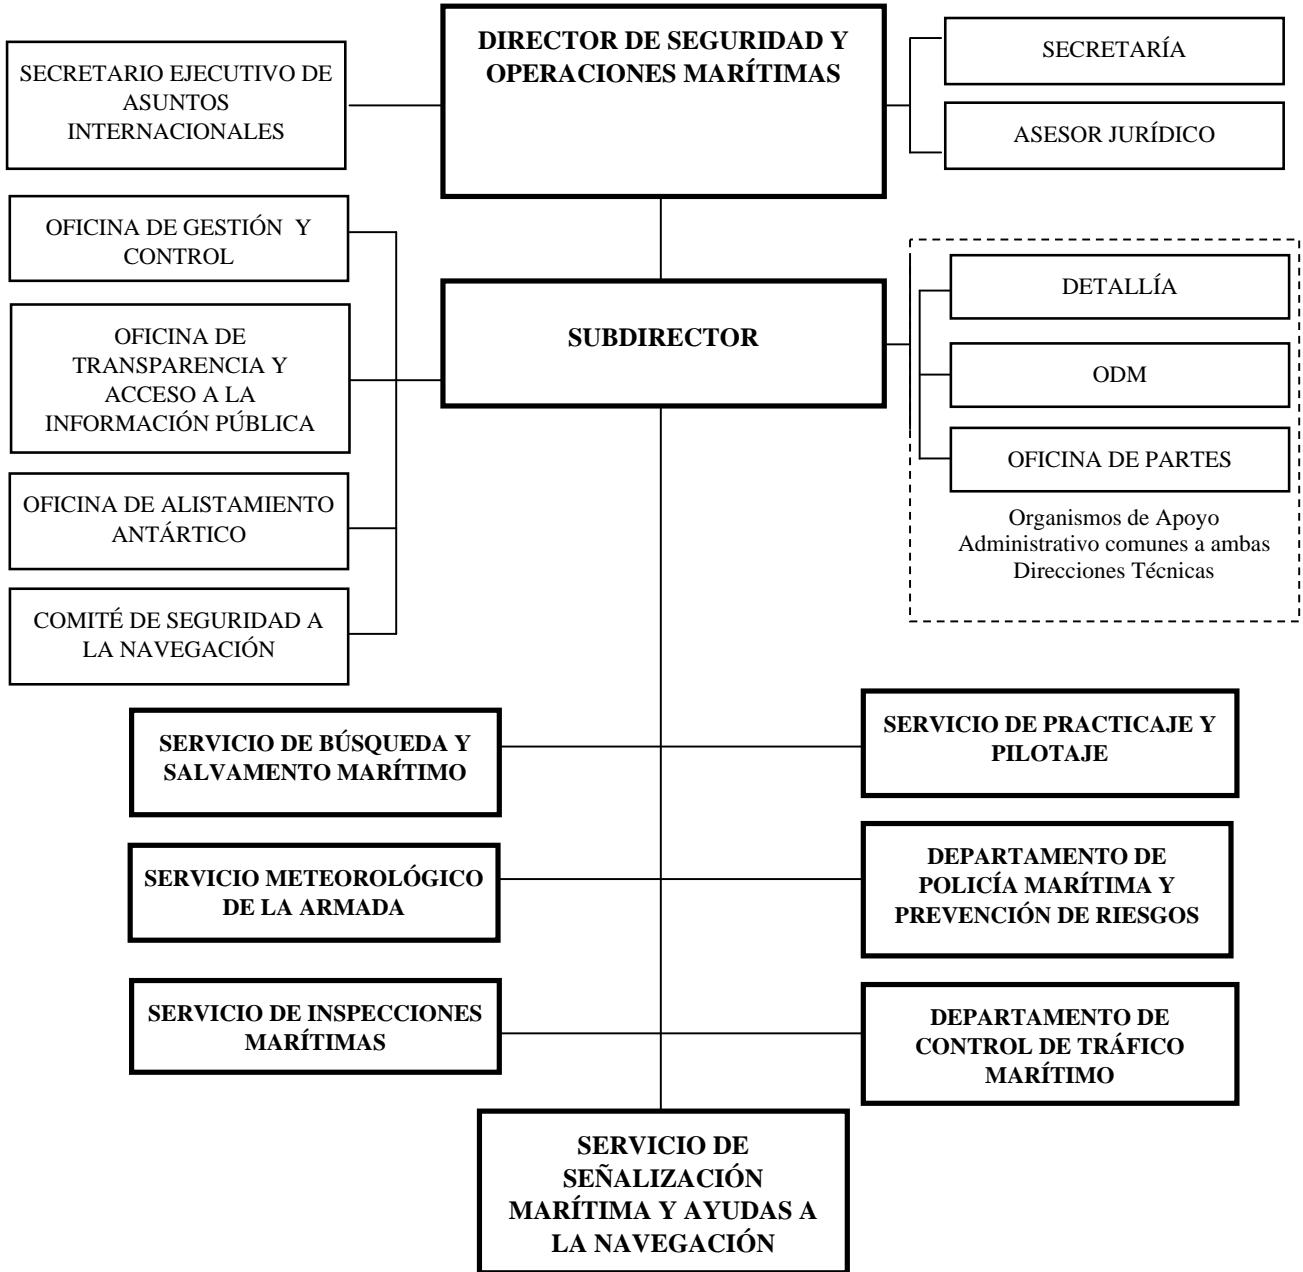 DIRECTOR DE SEGURIDAD Y
OPERACIONES MARÍTIMAS
SECRETARIO EJECUTIVO DE
ASUNTOS
INTERNACIONALES
SECRETARÍA
ASESOR JURÍDICO
OFICINA DE GESTIÓN Y
CONTROL
OFICINA DE
TRANSPARENCIA Y
ACCESO A LA
INFORMACIÓN PÚBLICA
OFICINA DE ALISTAMIENTO
ANTÁRTICO
COMITÉ DE SEGURIDAD A
LA NAVEGACIÓN
SUBDIRECTOR
DETALLÍA
ODM
OFICINA DE PARTES
Organismos de Apoyo
Administrativo comunes a ambas
Direcciones Técnicas
SERVICIO DE BÚSQUEDA Y
SALVAMENTO MARÍTIMO
SERVICIO DE PRACTICAJE Y
PILOTAJE
SERVICIO METEOROLÓGICO
DE LA ARMADA
DEPARTAMENTO DE
POLICÍA MARÍTIMA Y
PREVENCIÓN DE RIESGOS
SERVICIO DE INSPECCIONES
MARÍTIMAS
DEPARTAMENTO DE
CONTROL DE TRÁFICO
MARÍTIMO
SERVICIO DE
SEÑALIZACIÓN
MARÍTIMA Y AYUDAS A
LA NAVEGACIÓN